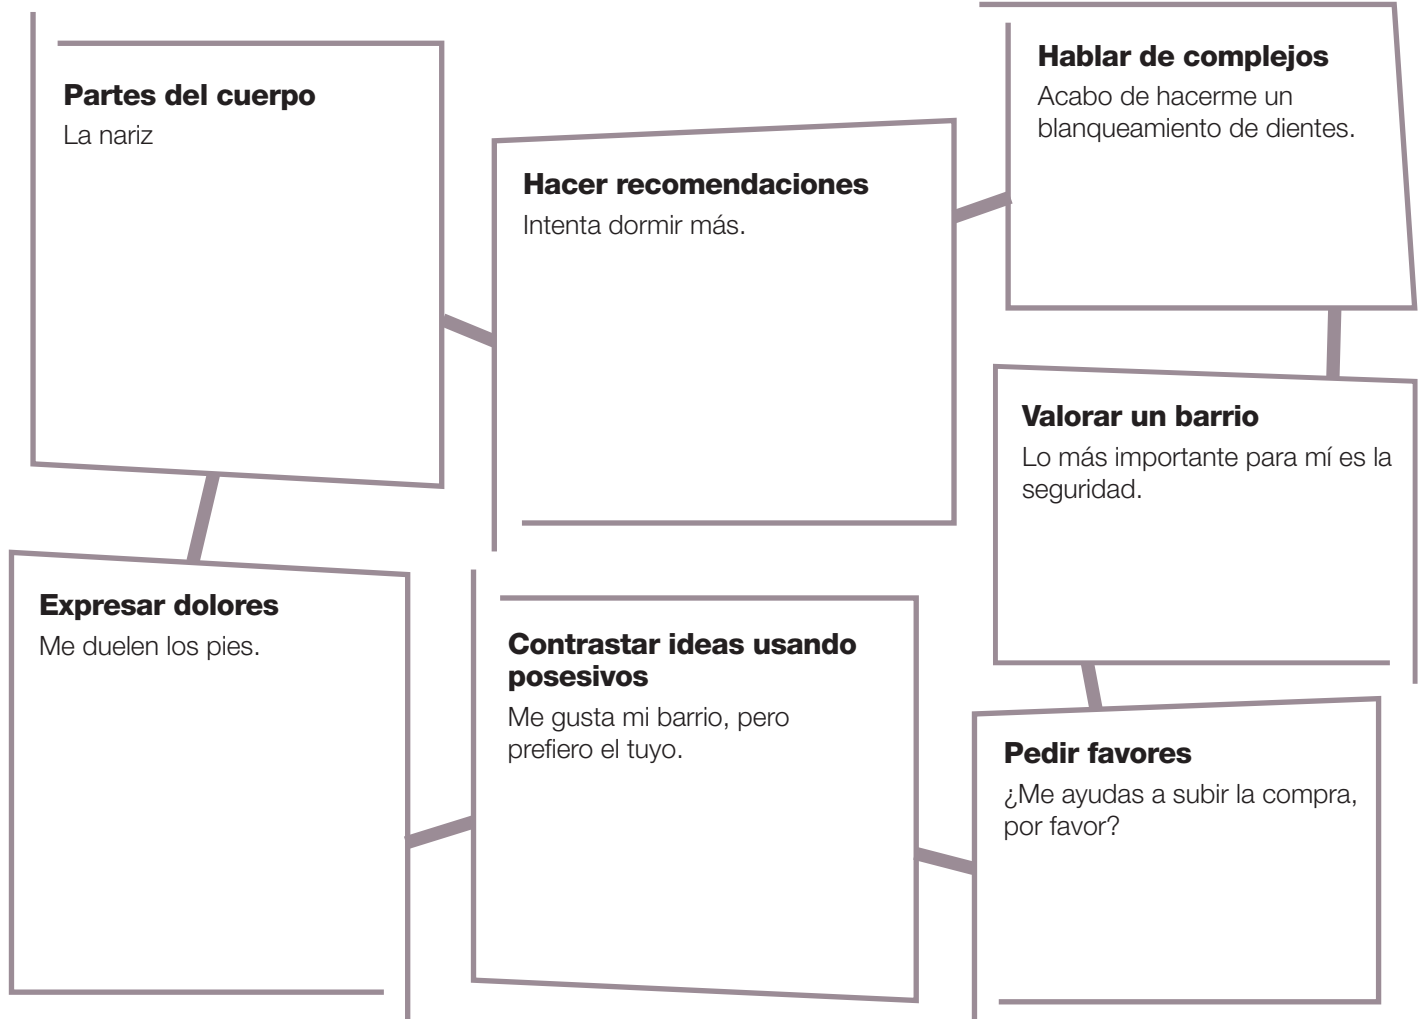 Partes del cuerpo
La nariz
Hacer recomendaciones
Intenta dormir más.
Hablar de complejos
Acabo de hacerme un
blanqueamiento de dientes.
Valorar un barrio
Lo más importante para mí es la
seguridad.
Expresar dolores
Me duelen los pies.
Contrastar ideas usando
posesivos
Me gusta mi barrio, pero
prefiero el tuyo.
Pedir favores
¿Me ayudas a subir la compra,
por favor?